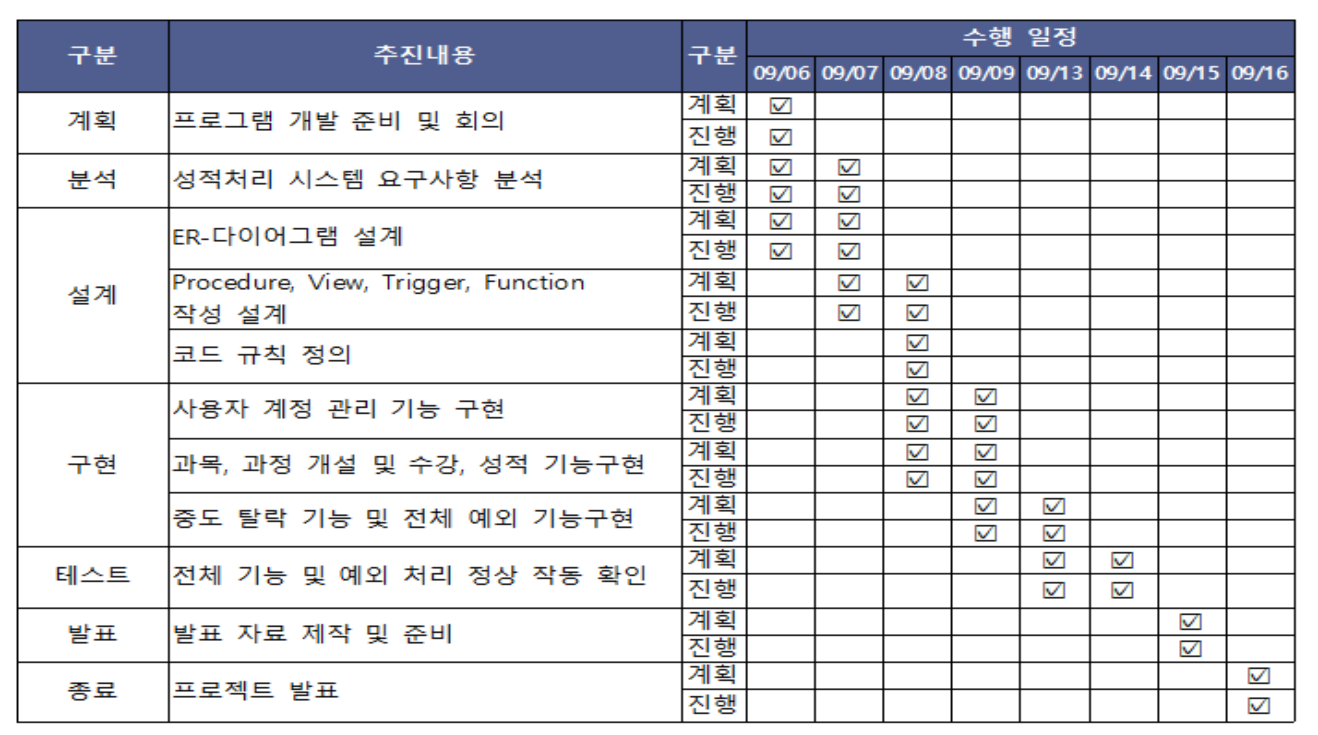 구분 추진내용 구분 수행 일정
09/06 09/07 09/08 09/09 09/13 09/14 09/15 09/16
계획 프로그램 개발 준비 및 회의 계획 ☑
진행 ☑
분석 성적처리 시스템 요구사항 분석 계획 ☑ ☑
진행 ☑ ☑
설계 ER-다이어그램 설계 계획 ☑ ☑
진행 ☑ ☑
Procedure, View, Trigger, Function 계획 ☑ ☑
작성 설계 진행 ☑ ☑
코드 규칙 정의 계획 ☑
진행 ☑
구현 사용자 계정 관리 기능 구현 계획 ☑ ☑
진행 ☑ ☑
과목, 과정 개설 및 수강, 성적 기능구현 계획 ☑ ☑
진행 ☑ ☑
중도 탈락 기능 및 전체 예외 기능구현 계획 ☑ ☑
진행 ☑ ☑
테스트 전체 기능 및 예외 처리 정상 작동 확인 계획 ☑ ☑
진행 ☑ ☑
발표 발표 자료 제작 및 준비 계획 ☑
진행 ☑
종료 프로젝트 발표 계획 ☑
진행 ☑